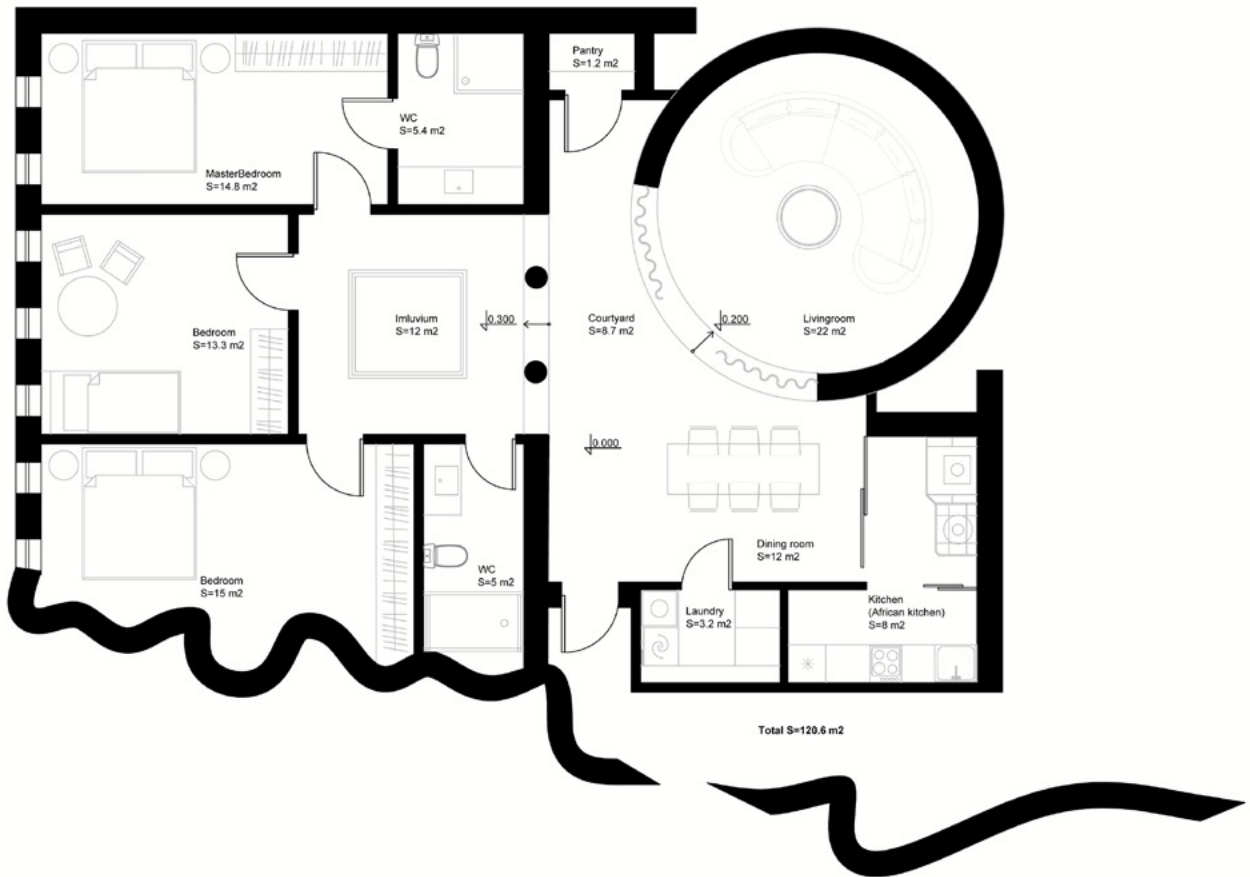 Pantry
S=1.2 m2
WC
S=5.4 m2
MasterBedroom
S=14.8 m2
Bedroom
S=13.3 m2
Imluvium
S=12 m2
0.300
Courtyard
S=8.7 m2
0.200
Livingroom
S=22 m2
0.000
Dining room
S=12 m2
WC
S=5 m2
Bedroom
S=15 m2
Laundry
S=3.2 m2
Kitchen
(African kitchen)
S=8 m2
Total S=120.6 m2